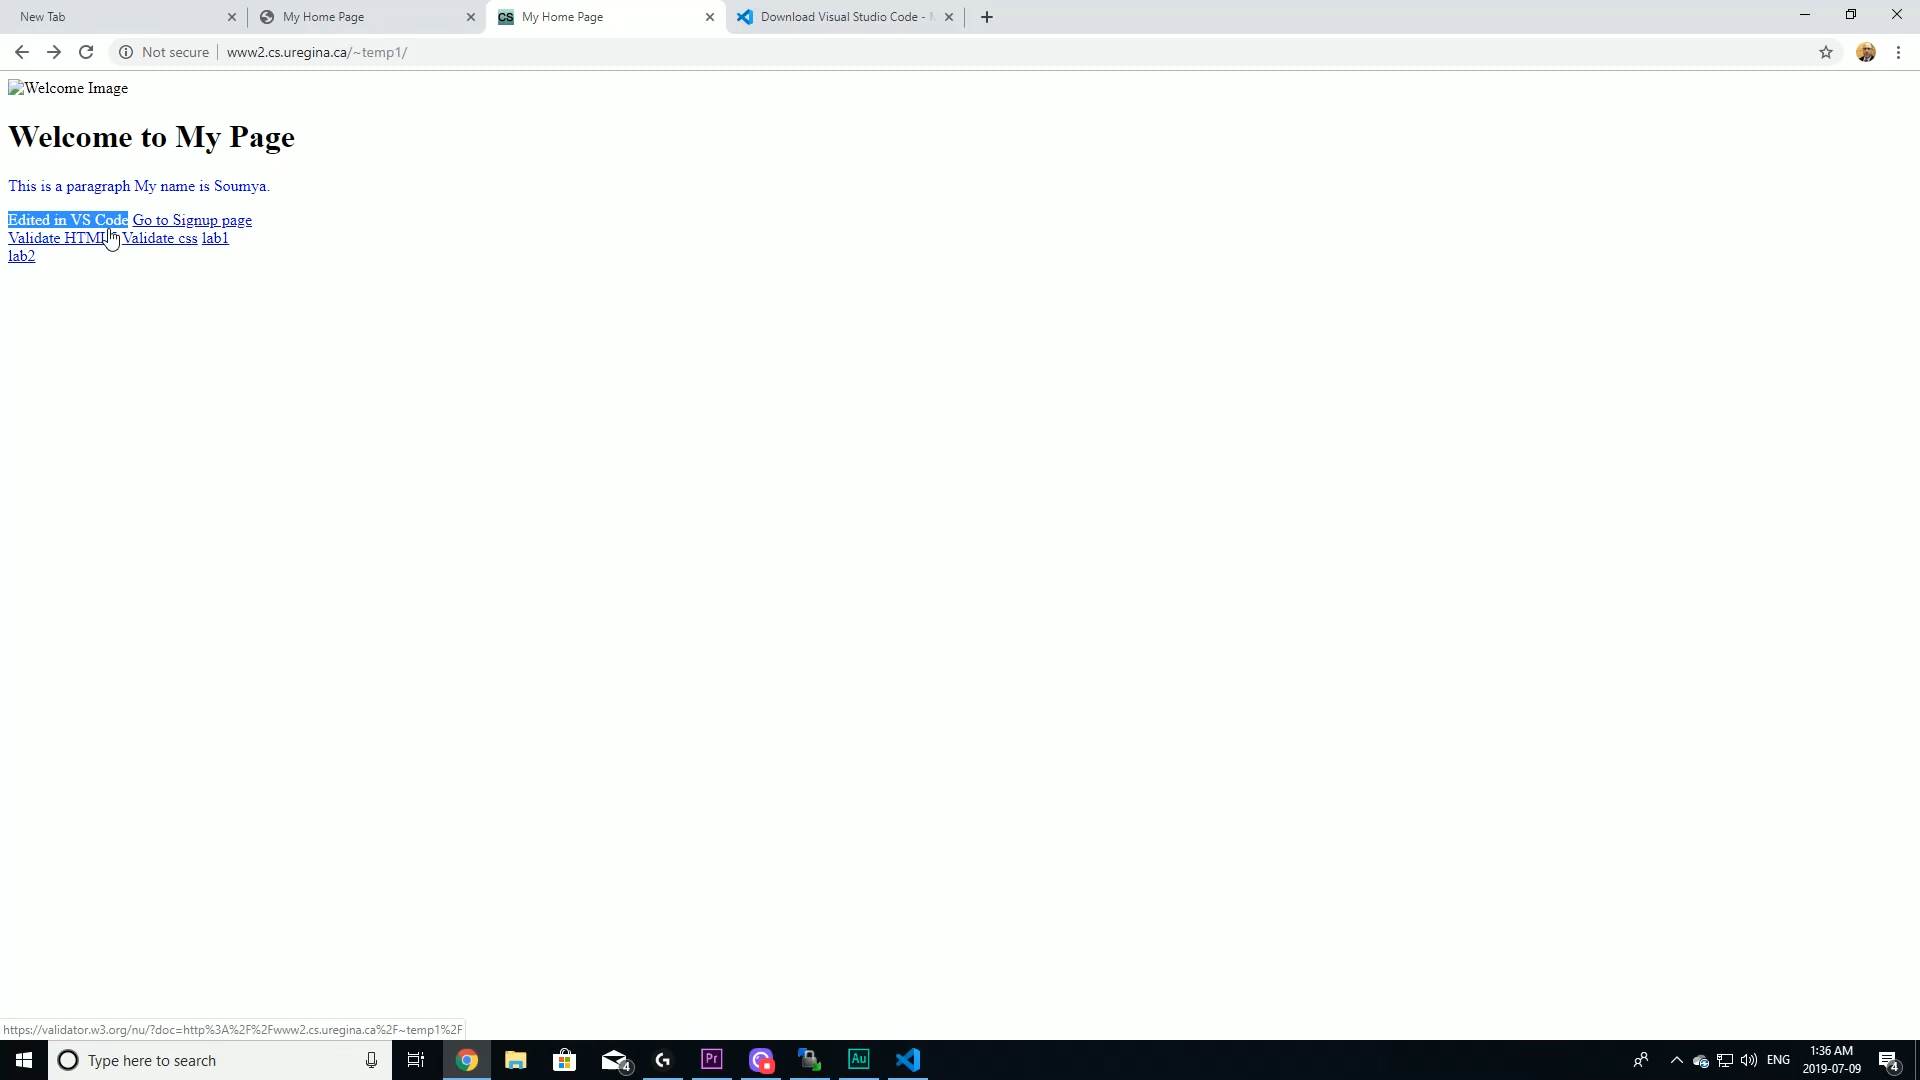 New Tab
My Home Page
CS My Home Page
Download Visual Studio Code -
Not secure
www2.cs.uregina.ca/~temp1/
Welcome Image
Welcome to My Page
This is a paragraph My name is Soumya.
Edited in VS Code Go to Signup page
Validate HTML Validate css lab1
lab2
https://validator.w3.org/nu/?doc=http%3A%2F%2Fwww2.cs.uregina.ca%2F~temp1%2F
Type here to search
4
Pr
Au
ENG
1:36 AM
2019-07-09
4